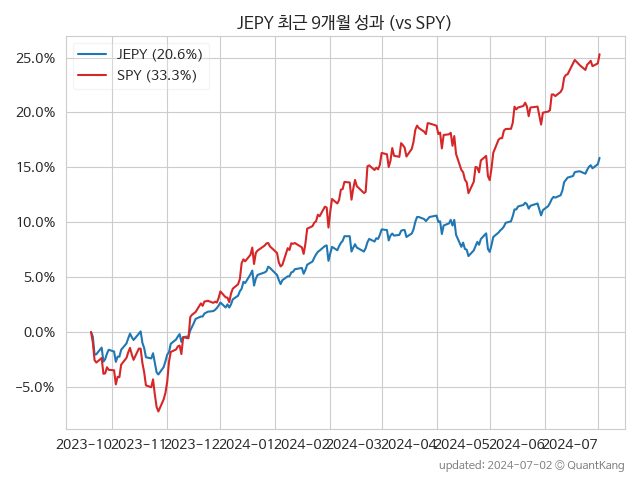 JEPY 최근 9개월 성과 (vs SPY)
JEPY (20.6%)
SPY (33.3%)
25.0%
20.0%
15.0%
10.0%
5.0%
0.0%
−5.0%
2023-10 2023-11 2023-12 2024-01 2024-02 2024-03 2024-04 2024-05 2024-06 2024-07
updated: 2024-07-02 © QuantKang